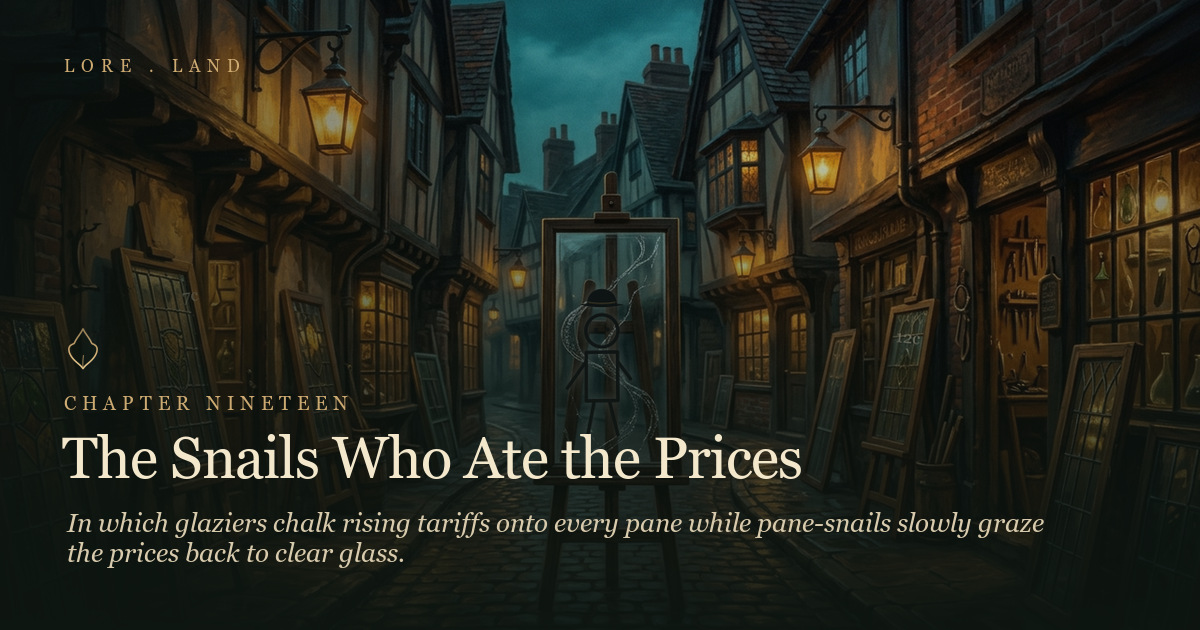 LORE . LAND
CHAPTER NINETEEN
The Snails Who Ate the Prices
In which glaziers chalk rising tariffs onto every pane while pane-snails slowly graze
the prices back to clear glass.